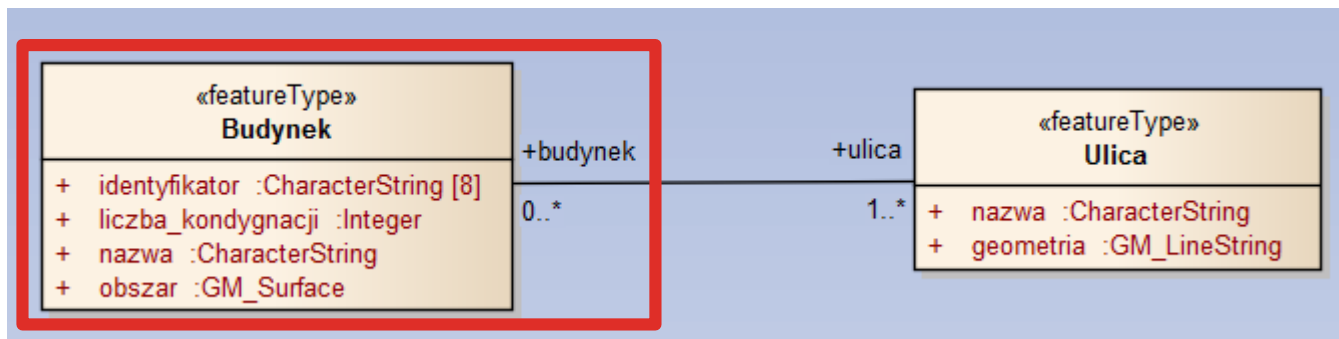 «featureType»
Budynek
+ identyfikator :CharacterString [8]
+ liczba_kondygnacji :Integer
+ nazwa :CharacterString
+ obszar :GM_Surface
+budynek
0..*
+ulica
1..*
«featureType»
Ulica
+ nazwa :CharacterString
+ geometria :GM_LineString